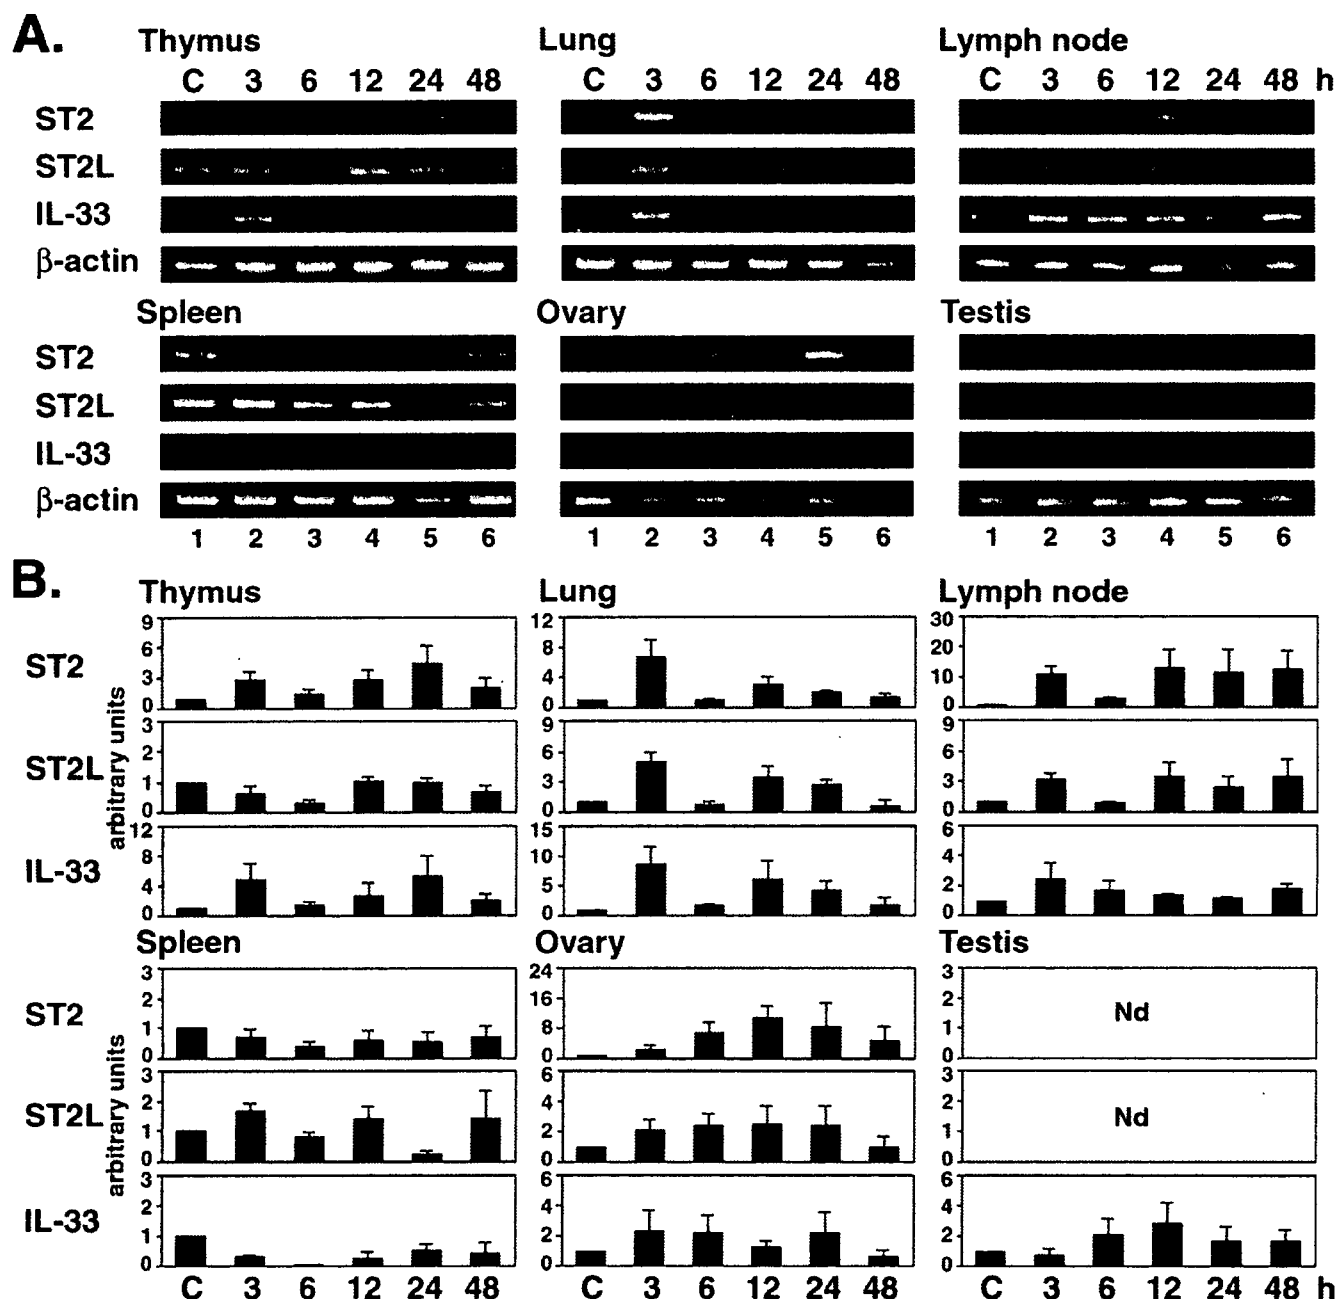 A.
Thymus Lung Lymph node
C 3 6 12 24 48 C 3 6 12 24 48 C 3 6 12 24 48 h
ST2
ST2L
IL-33
β-actin
Spleen Ovary Testis
ST2
ST2L
IL-33
β-actin
1 2 3 4 5 6 1 2 3 4 5 6 1 2 3 4 5 6
B.
Thymus Lung Lymph node
ST2
9 6 3 0
12 8 4 0
30 20 10 0
ST2L
3 2 1 0
9 6 3 0
9 6 3 0
arbitrary units
IL-33
12 8 4 0
15 10 5 0
6 4 2 0
Spleen Ovary Testis
ST2
3 2 1 0
24 16 8 0
3 2 1 0
Nd
ST2L
3 2 1 0
6 4 2 0
3 2 1 0
Nd
arbitrary units
IL-33
3 2 1 0
6 4 2 0
6 4 2 0
C 3 6 12 24 48 C 3 6 12 24 48 C 3 6 12 24 48 h